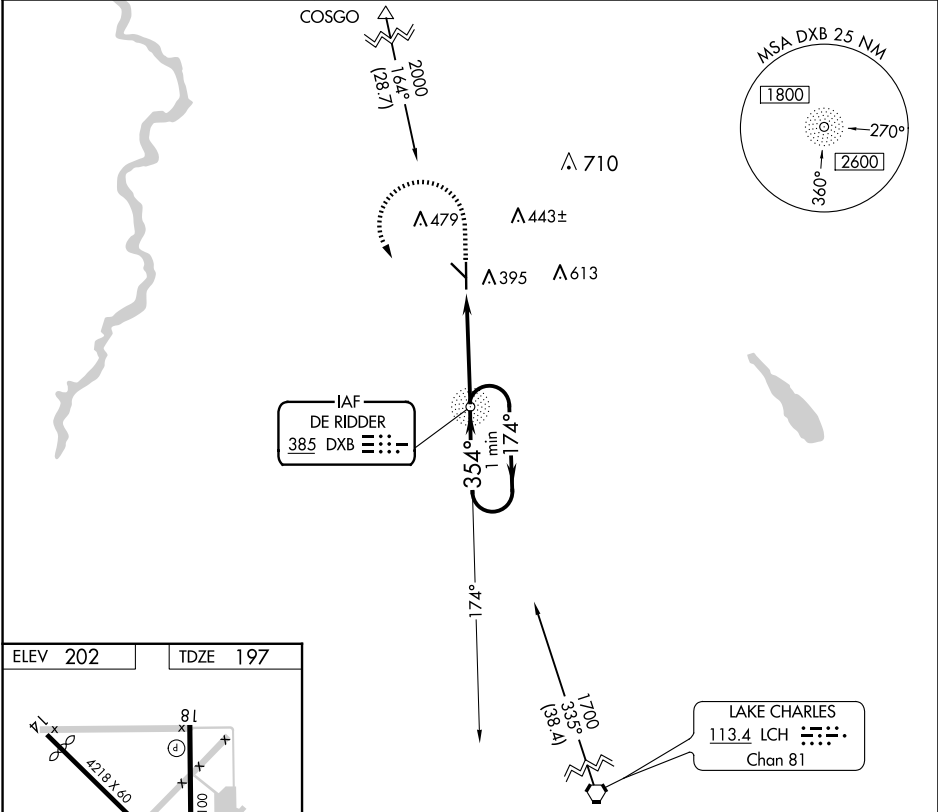 COSGO
2000
164°
(28.7)
MSA DXB 25 NM
1800
270°
2600
360°
710
479
443±
395
613
IAF
DE RIDDER
385 DXB
354°
1 min
174°
174°
1700
335°
(38.4)
LAKE CHARLES
113.4 LCH
Chan 81
ELEV 202
TDZE 197
14
18
P
4218 X 60
100